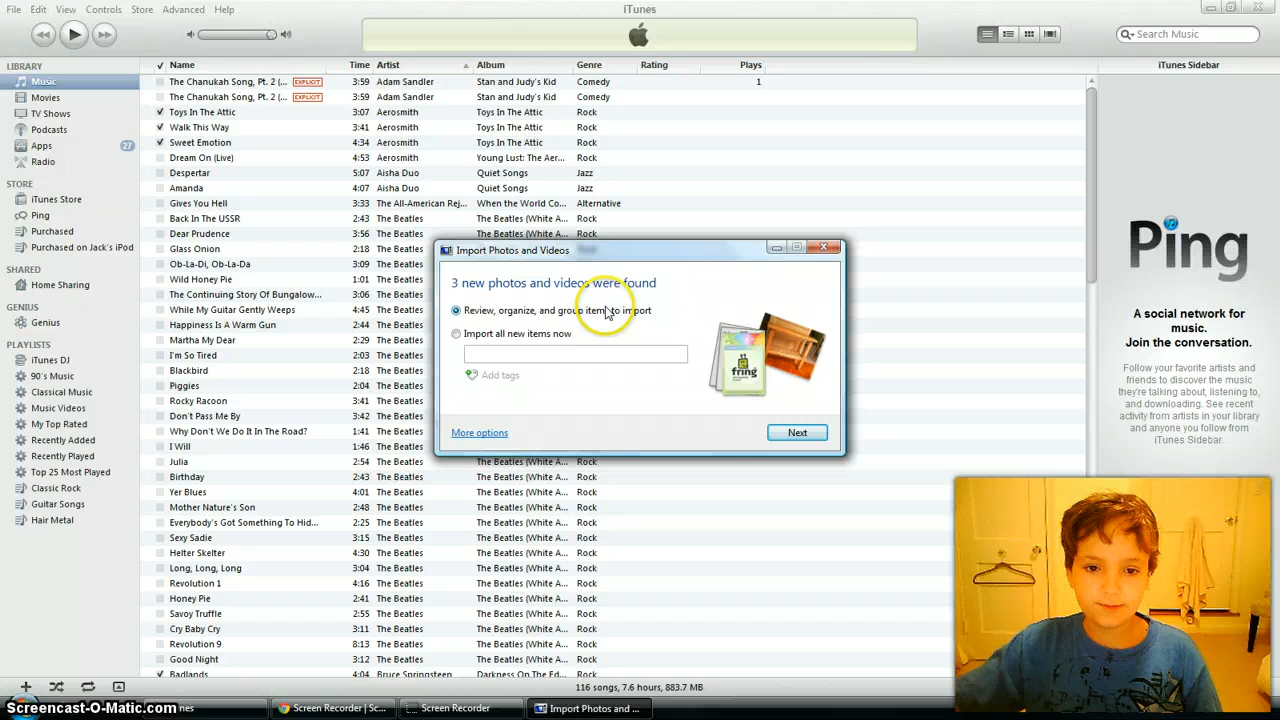 File Edit View Controls Store Advanced Help
iTunes
Search Music
LIBRARY
Music
Movies
TV Shows
Podcasts
Apps 27
Radio
STORE
iTunes Store
Ping
Purchased
Purchased on Jack's iPod
SHARED
Home Sharing
GENIUS
Genius
PLAYLISTS
iTunes DJ
90's Music
Classical Music
Music Videos
My Top Rated
Recently Added
Recently Played
Top 25 Most Played
Classic Rock
Guitar Songs
Hair Metal
Name Time Artist Album Genre Rating Plays
The Chanukah Song, Pt. 2 (... EXPLICIT 3:59 Adam Sandler Stan and Judy's Kid Comedy 1
The Chanukah Song, Pt. 2 (... EXPLICIT 3:59 Adam Sandler Stan and Judy's Kid Comedy
Toys In The Attic 3:07 Aerosmith Toys In The Attic Rock
Walk This Way 3:41 Aerosmith Toys In The Attic Rock
Sweet Emotion 4:34 Aerosmith Toys In The Attic Rock
Dream On (Live) 4:53 Aerosmith Young Lust: The Aer... Rock
Despertar 5:07 Aisha Duo Quiet Songs Jazz
Amanda 4:07 Aisha Duo Quiet Songs Jazz
Gives You Hell 3:33 The All-American Rej... When the World Co... Alternative
Back In The USSR 3:26 The Beatles The Beatles (White A... Rock
Dear Prudence 3:56 The Beatles The Beatles (White A... Rock
Glass Onion 2:18 The Beatles
Ob-La-Di, Ob-La-Da 3:08 The Beatles
Wild Honey Pie 1:01 The Beatles
The Continuing Story Of Bungalow... 3:14 The Beatles
While My Guitar Gently Weeps 4:45 The Beatles
Happiness Is A Warm Gun 2:44 The Beatles
Martha My Dear 2:29 The Beatles
I'm So Tired 2:03 The Beatles
Blackbird 2:18 The Beatles
Piggies 2:04 The Beatles
Rocky Racoon 3:33 The Beatles
Don't Pass Me By 3:51 The Beatles
Why Don't We Do It In The Road? 1:41 The Beatles
I Will 1:46 The Beatles
Julia 2:54 The Beatles The Beatles (White A... Rock
Birthday 2:43 The Beatles The Beatles (White A... Rock
Yer Blues 4:01 The Beatles The Beatles (White A... Rock
Mother Nature's Son 2:48 The Beatles The Beatles (White A... Rock
Everybody's Got Something To Hid... 2:25 The Beatles The Beatles (White A... Rock
Sexy Sadie 3:15 The Beatles The Beatles (White A... Rock
Helter Skelter 4:30 The Beatles The Beatles (White A... Rock
Long, Long, Long 3:04 The Beatles The Beatles (White A... Rock
Revolution 1 4:16 The Beatles The Beatles (White A... Rock
Honey Pie 2:41 The Beatles The Beatles (White A... Rock
Savoy Truffle 2:55 The Beatles The Beatles (White A... Rock
Cry Baby Cry 3:11 The Beatles The Beatles (White A... Rock
Revolution 9 8:13 The Beatles The Beatles (White A... Rock
Good Night 3:12 The Beatles The Beatles (White A... Rock
Badlands 4:04 Bruce Springsteen Darkness On The Ed... Rock
Import Photos and Videos
3 new photos and videos were found
Review, organize, and group items to import
Import all new items now
Add tags
fring
More options
Next
iTunes Sidebar
Ping
A social network for
music.
Join the conversation.
Follow your favorite artists and
friends to discover the music
they're talking about, listening to,
and downloading. See recent
activity from artists in your library
and anyone you follow from
iTunes Sidebar.
116 songs, 7.6 hours, 883.7 MB
Screen Recorder | Sc...
Screen Recorder
Import Photos and ...
Screencast-O-Matic.com